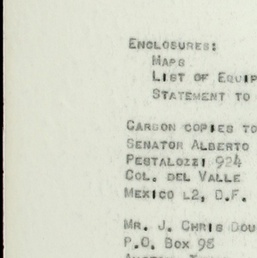 ENCLOSURES:
MAPS
LIST OF EQUIP
STATEMENT TO
CARBON COPIES TO
SENATOR ALBERTO
PESTALOZZI 924
COL. DEL VALLE
MEXICO 12, D.F.
MR. J. CHRIS DOU
P.O. BOX 98